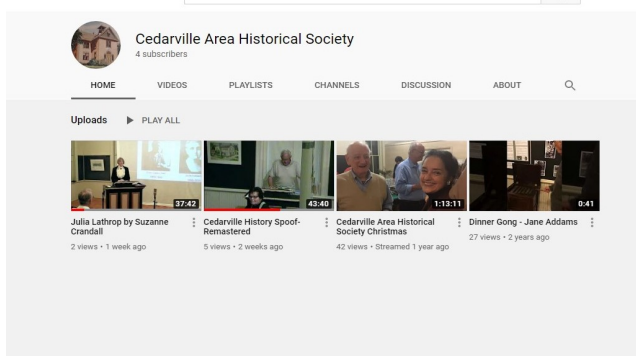 Cedarville Area Historical Society
4 subscribers
HOME VIDEOS PLAYLISTS CHANNELS DISCUSSION ABOUT
Uploads PLAY ALL
37:42
43:40
1:13:11
0:41
Julia Lathrop by Suzanne
Crandall
2 views • 1 week ago
Cedarville History Spoof-
Remastered
5 views • 2 weeks ago
Cedarville Area Historical
Society Christmas
42 views • Streamed 1 year ago
Dinner Gong - Jane Addams
27 views • 2 years ago